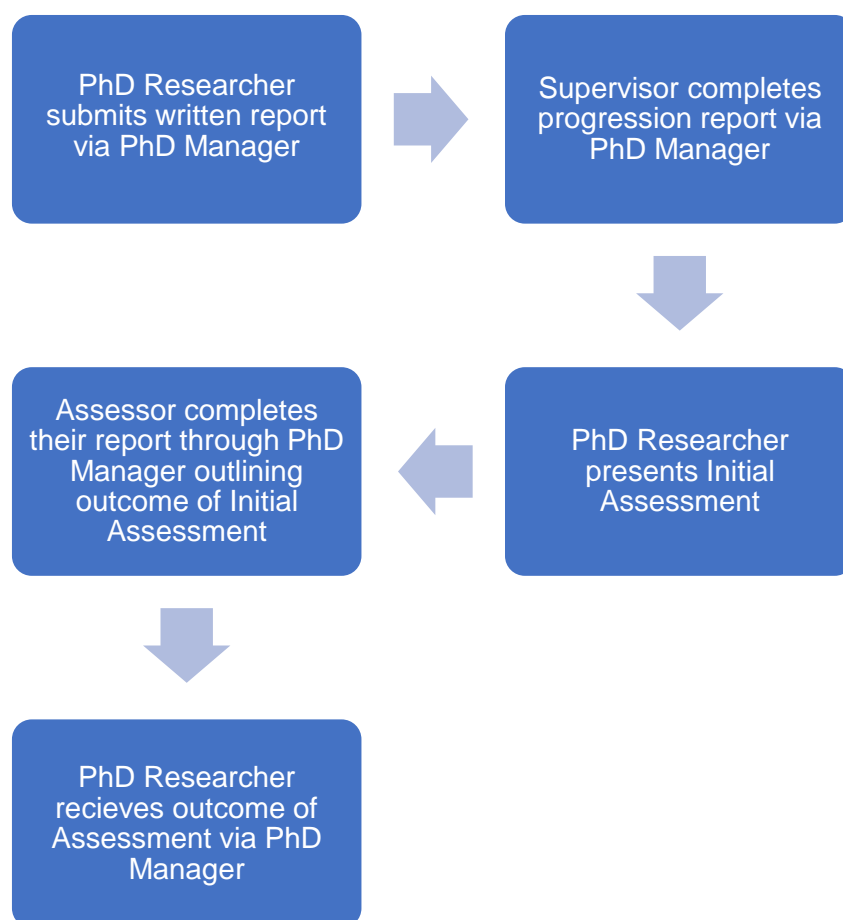 PhD Researcher
submits written report
via PhD Manager
Supervisor completes
progression report via
PhD Manager
PhD Researcher
presents Initial
Assessment
Assessor completes
their report through PhD
Manager outlining
outcome of Initial
Assessment
PhD Researcher
recieves outcome of
Assessment via PhD
Manager